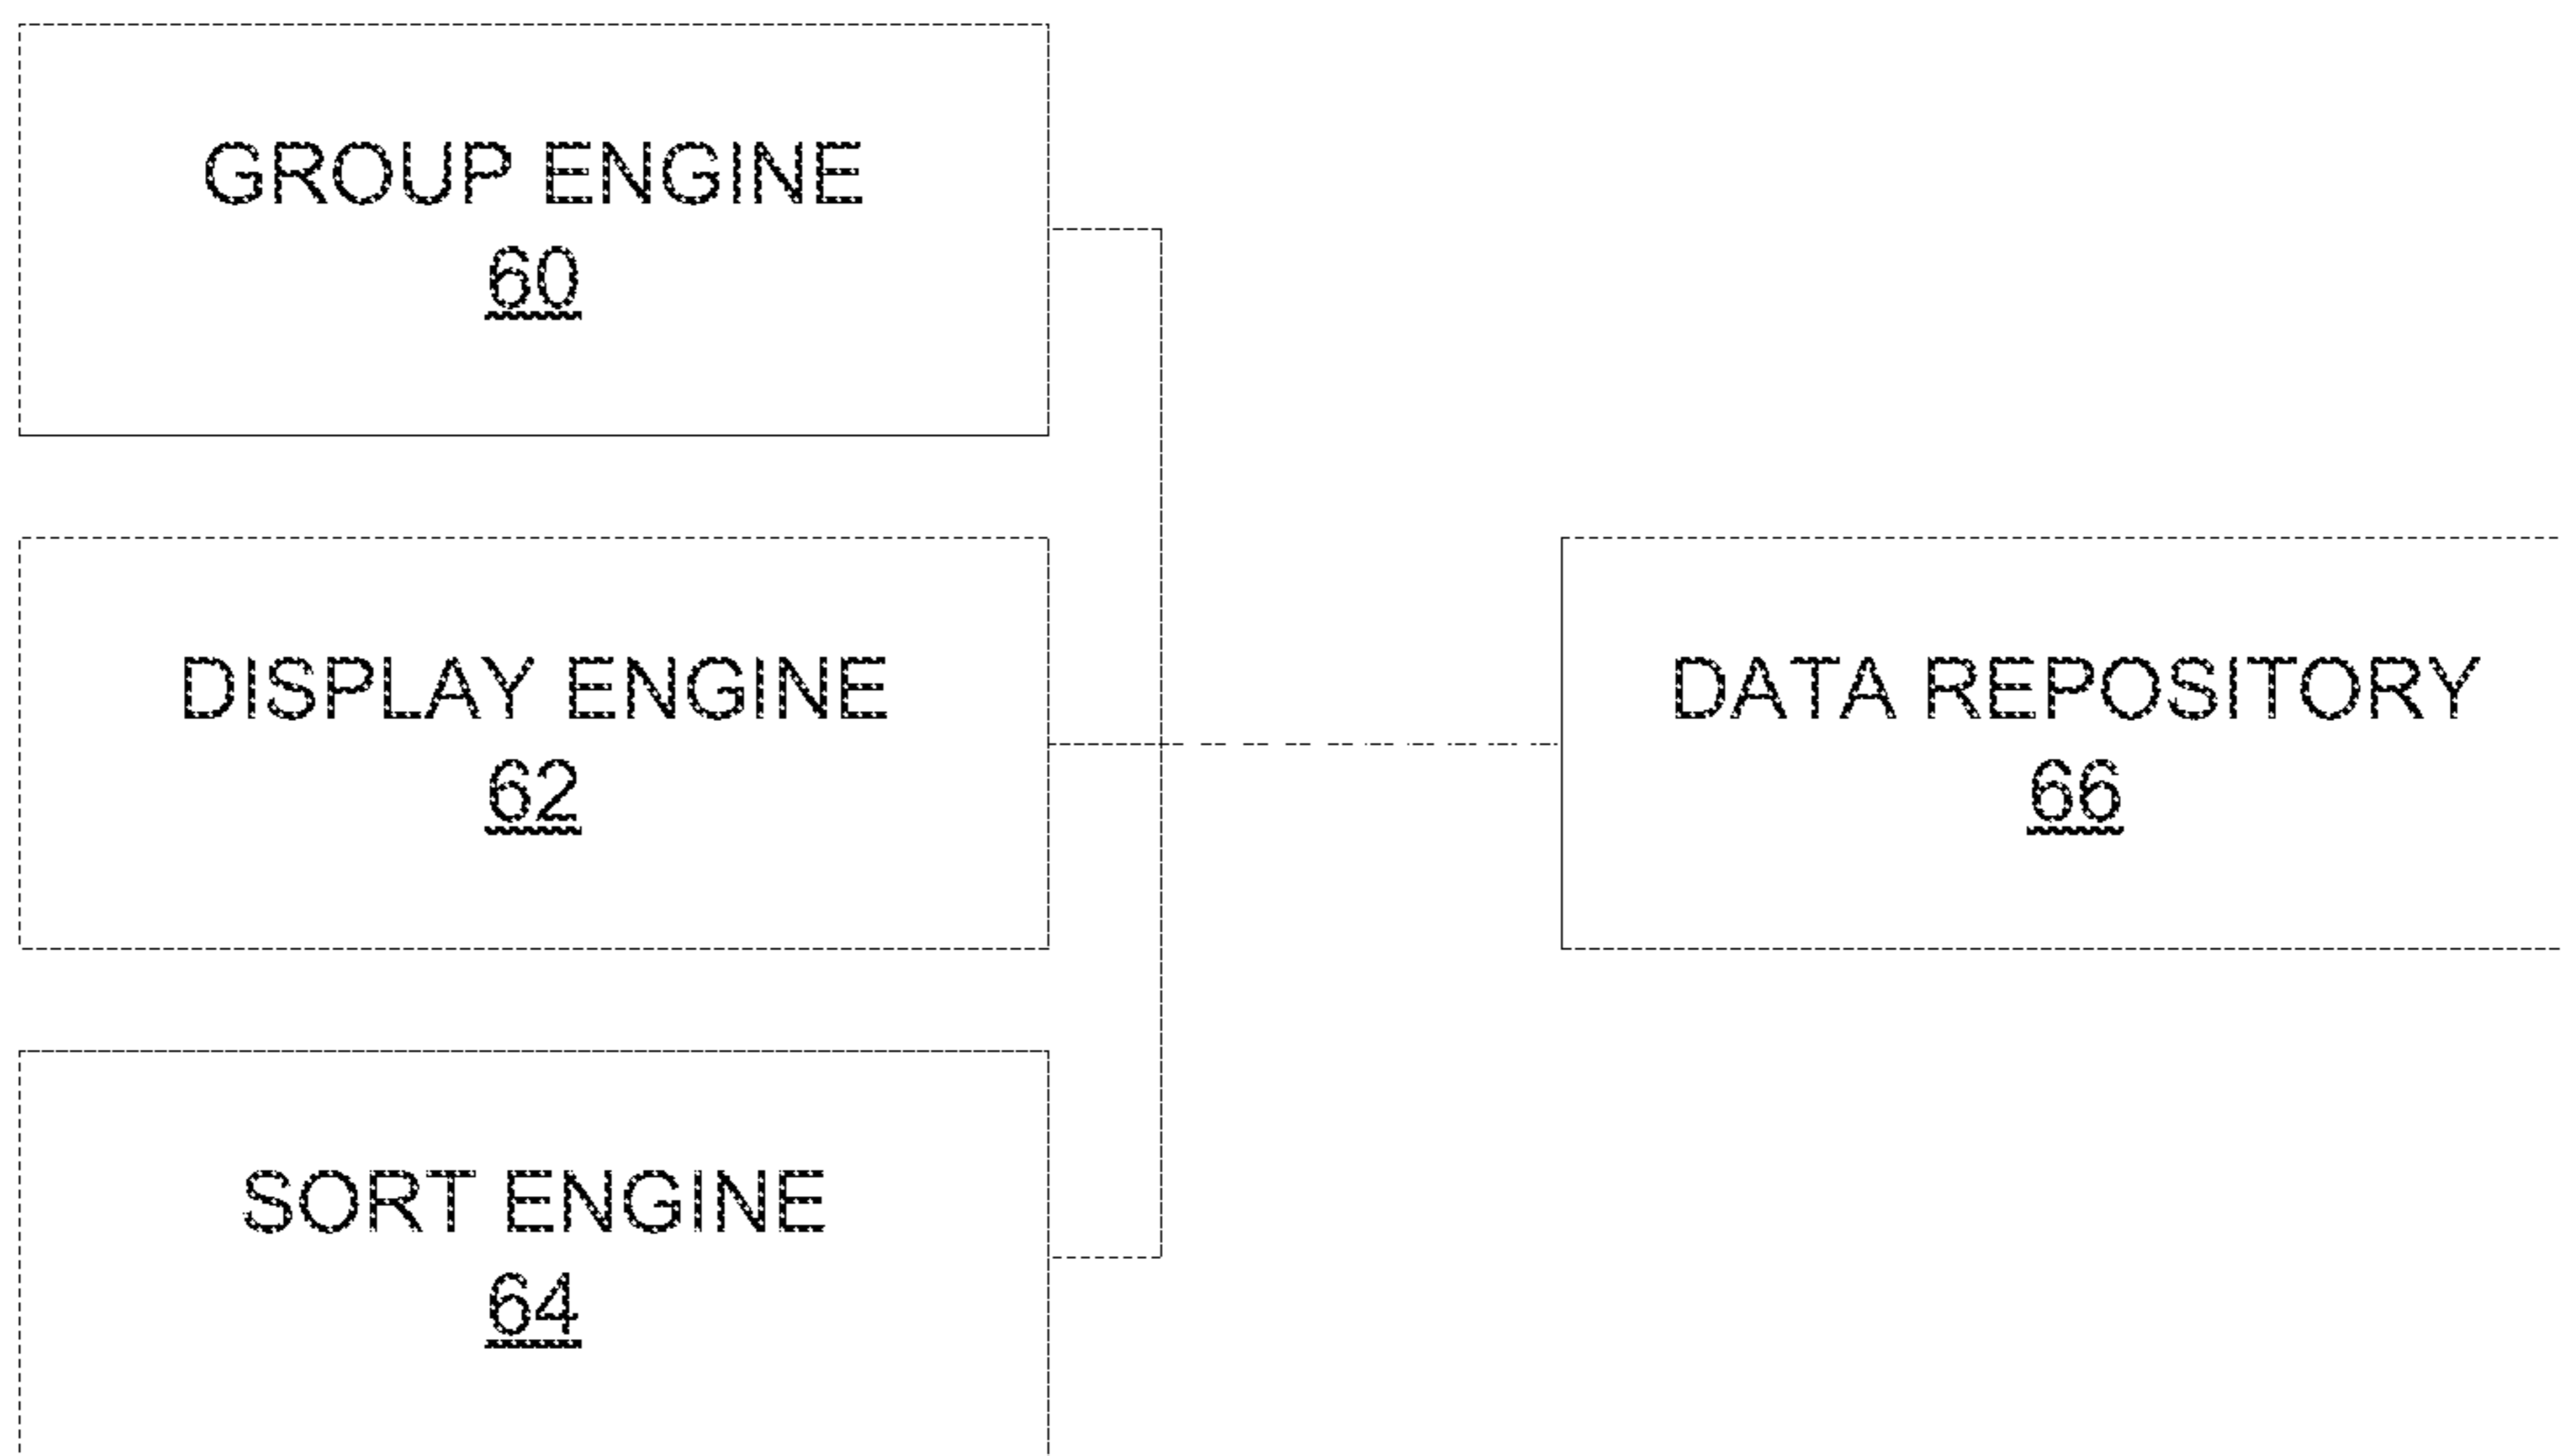 GROUP ENGINE
60
DISPLAY ENGINE
62
DATA REPOSITORY
66
SORT ENGINE
64